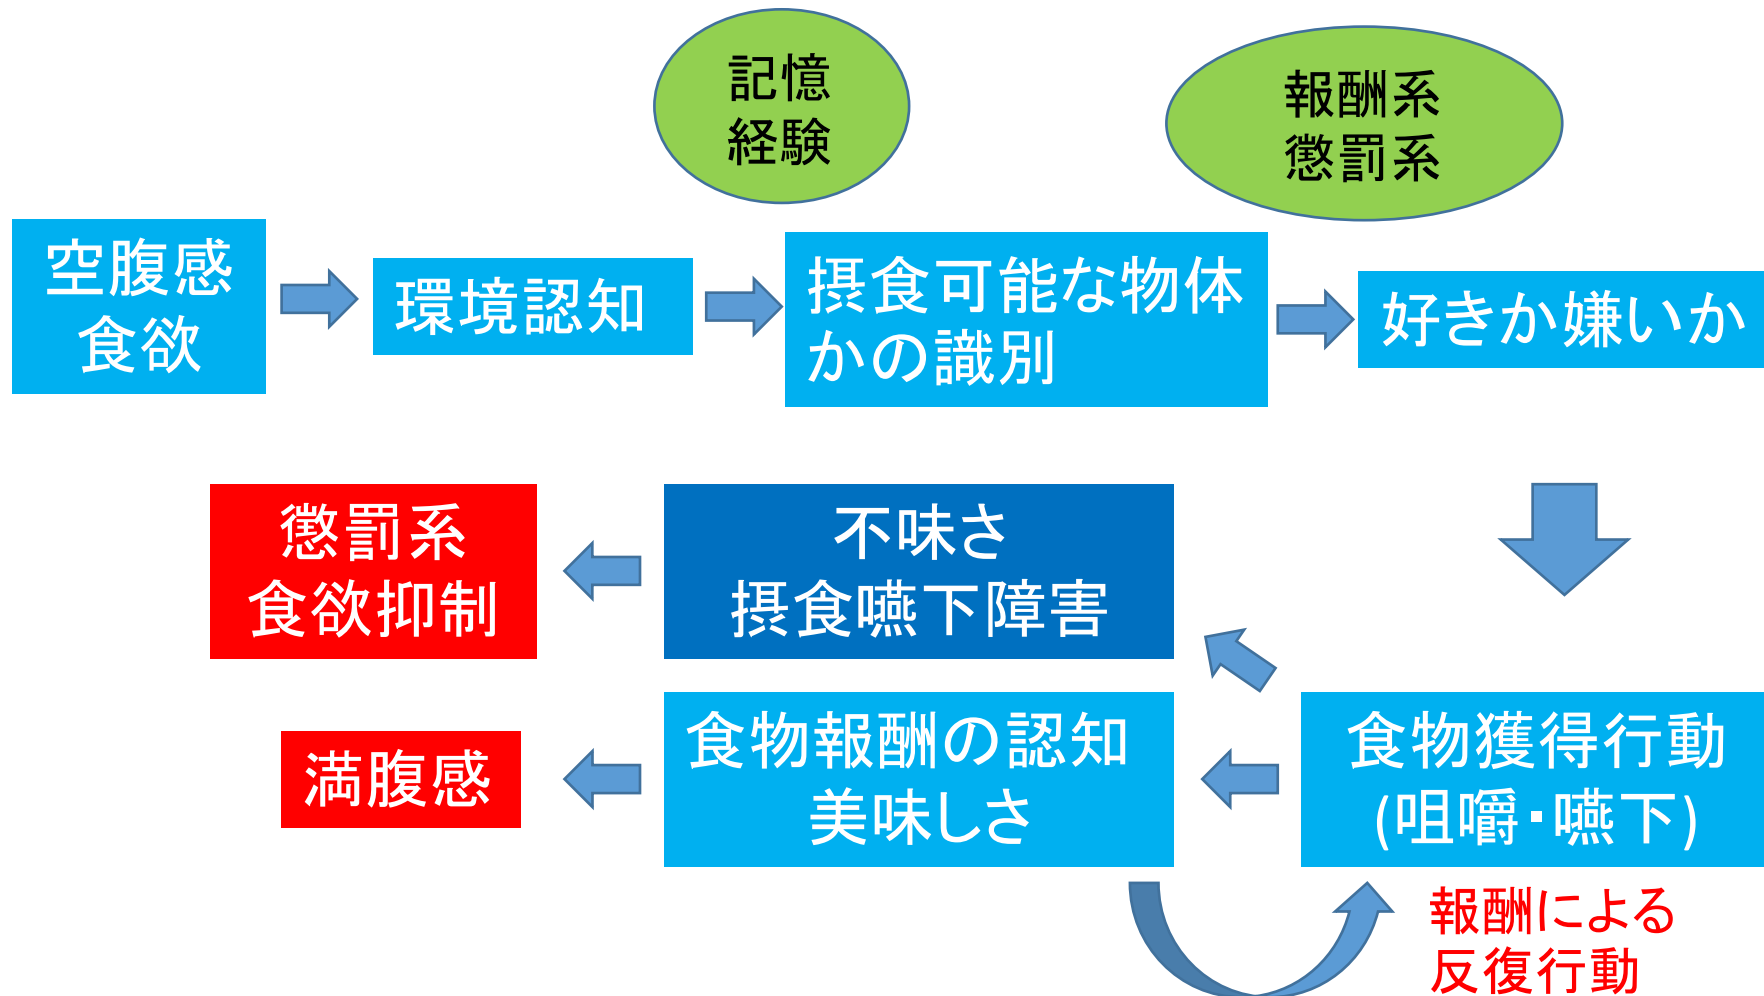 記憶
経験
報酬系
懲罰系
空腹感
食欲
環境認知
摂食可能な物体
かの識別
好きか嫌いか
懲罰系
食欲抑制
不味さ
摂食嚥下障害
満腹感
食物報酬の認知
美味しさ
食物獲得行動
(咀嚼・嚥下)
報酬による
反復行動